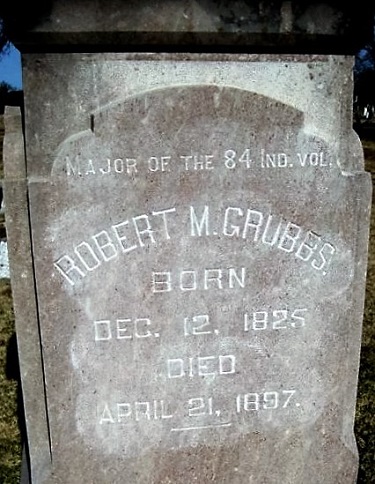 MAJOR OF THE 84 IND. VOL.
ROBERT M. GRUBBS.
BORN
DEC. 12, 1825
DIED
APRIL 21, 1897.